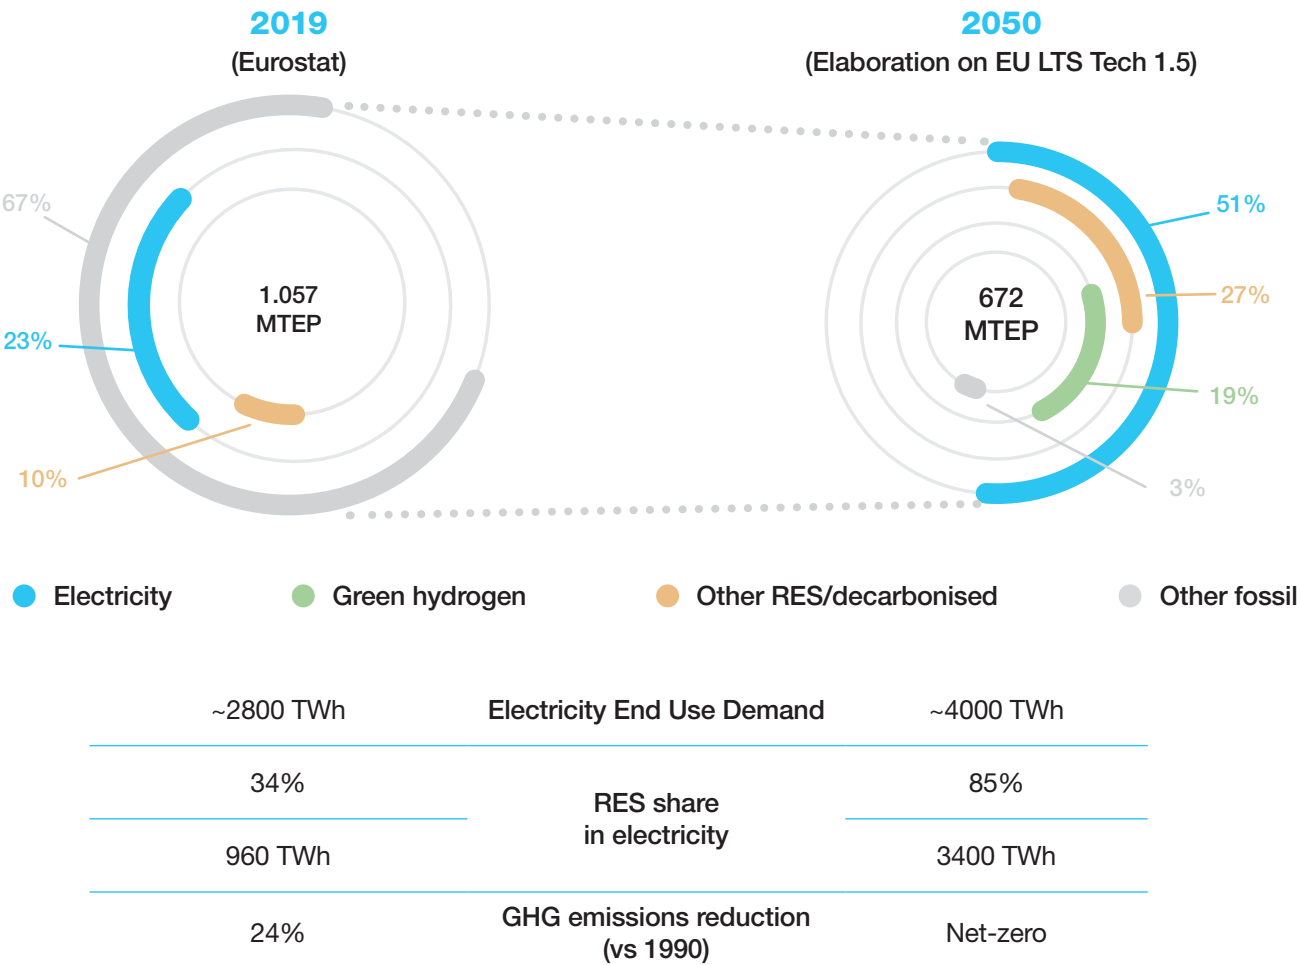 2019
(Eurostat)
2050
(Elaboration on EU LTS Tech 1.5)
67%
23%
10%
1.057
MTEP
672
MTEP
51%
27%
19%
3%
Electricity
Green hydrogen
Other RES/decarbonised
Other fossil
~2800 TWh
Electricity End Use Demand
~4000 TWh
34%
RES share
in electricity
85%
960 TWh
3400 TWh
24%
GHG emissions reduction
(vs 1990)
Net-zero